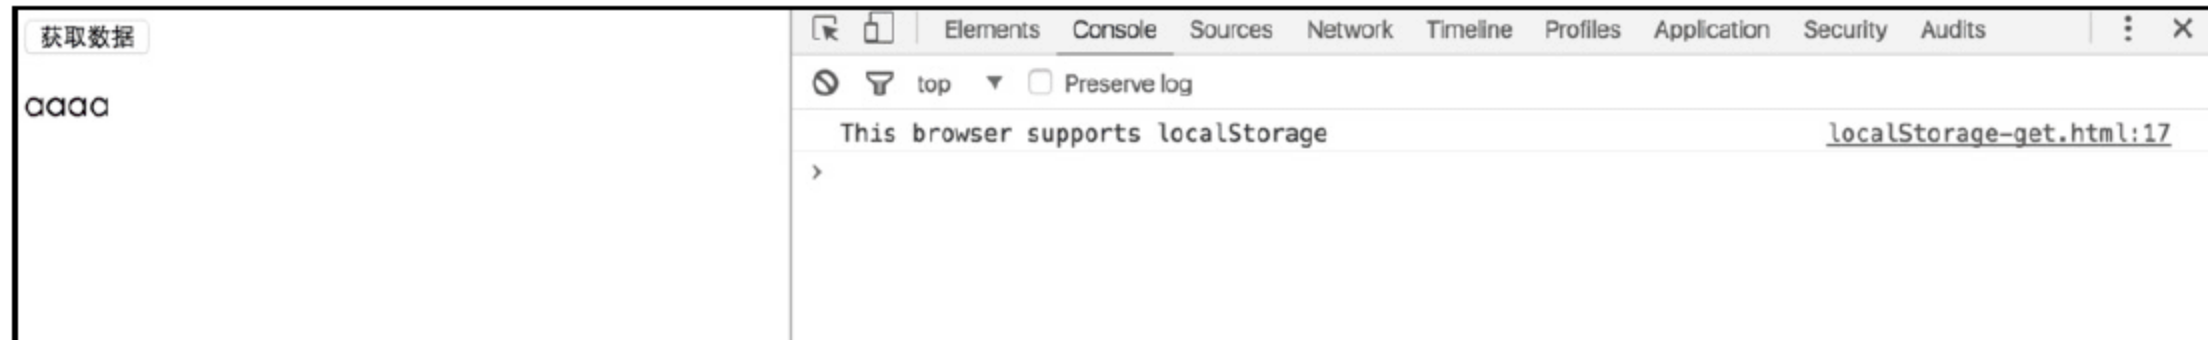 获取数据
aaaa
Elements Console Sources Network Timeline Profiles Application Security Audits
top Preserve log
This browser supports localStorage localStorage-get.html:17